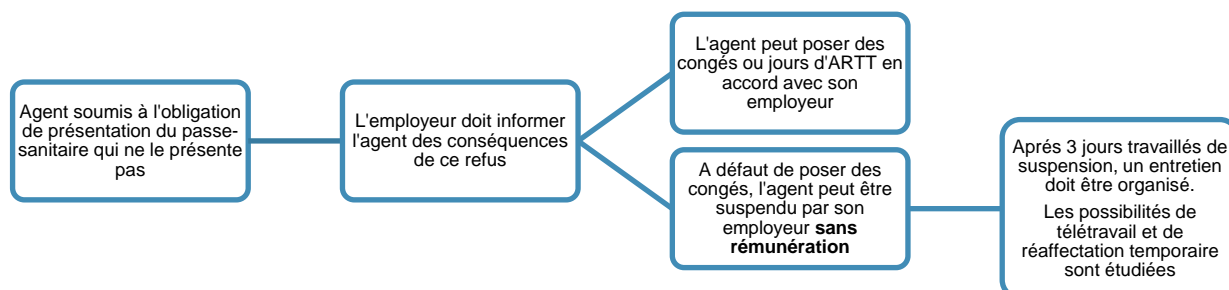 Agent soumis à l'obligation
de présentation du passe-
sanitaire qui ne le présente
pas
L'employeur doit informer
l'agent des conséquences
de ce refus
L'agent peut poser des
congés ou jours d'ARTT en
accord avec son
employeur
A défaut de poser des
congés, l'agent peut être
suspendu par son
employeur sans
rémunération
Aprés 3 jours travaillés de
suspension, un entretien
doit être organisé.
Les possibilités de
télétravail et de
réaffectation temporaire
sont étudiées